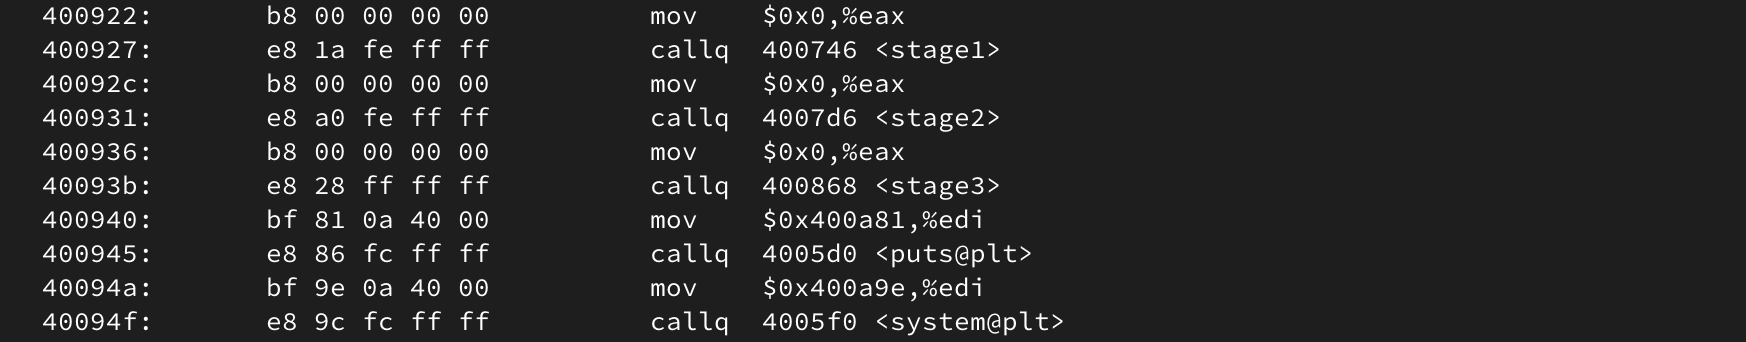 400922: b8 00 00 00 00 mov $0x0,%eax
400927: e8 1a fe ff ff callq 400746 <stage1>
40092c: b8 00 00 00 00 mov $0x0,%eax
400931: e8 a0 fe ff ff callq 4007d6 <stage2>
400936: b8 00 00 00 00 mov $0x0,%eax
40093b: e8 28 ff ff ff callq 400868 <stage3>
400940: bf 81 0a 40 00 mov $0x400a81,%edi
400945: e8 86 fc ff ff callq 4005d0 <puts@plt>
40094a: bf 9e 0a 40 00 mov $0x400a9e,%edi
40094f: e8 9c fc ff ff callq 4005f0 <system@plt>